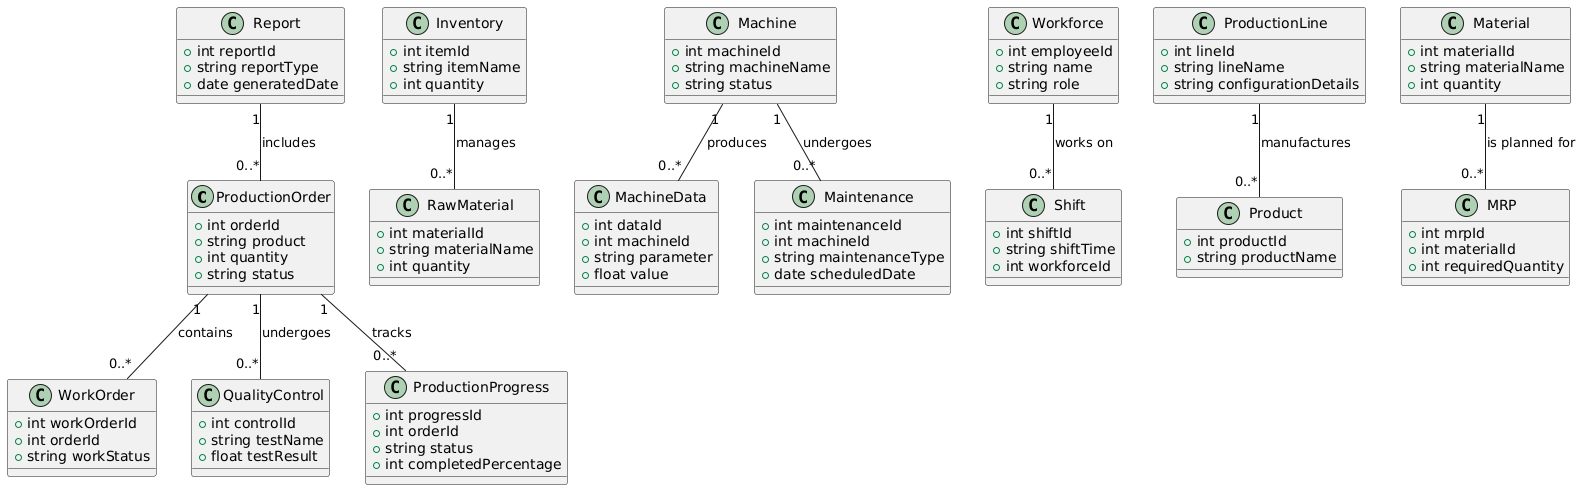 C Report
int reportId
string reportType
date generatedDate
C Inventory
int itemId
string itemName
int quantity
C Machine
int machineId
string machineName
string status
C Workforce
int employeeId
string name
string role
C ProductionLine
int lineId
string lineName
string configurationDetails
C Material
int materialId
string materialName
int quantity
1
includes
0..*
1
manages
0..*
1
produces
0..*
1
undergoes
0..*
1
works on
0..*
1
manufactures
0..*
1
is planned for
0..*
C ProductionOrder
int orderId
string product
int quantity
string status
C RawMaterial
int materialId
string materialName
int quantity
C MachineData
int dataId
int machineId
string parameter
float value
C Maintenance
int maintenanceId
int machineId
string maintenanceType
date scheduledDate
C Shift
int shiftId
string shiftTime
int workforceId
C Product
int productId
string productName
C MRP
int mrpId
int materialId
int requiredQuantity
1
contains
0..*
1
undergoes
0..*
1
tracks
0..*
C WorkOrder
int workOrderId
int orderId
string workStatus
C QualityControl
int controlId
string testName
float testResult
C ProductionProgress
int progressId
int orderId
string status
int completedPercentage